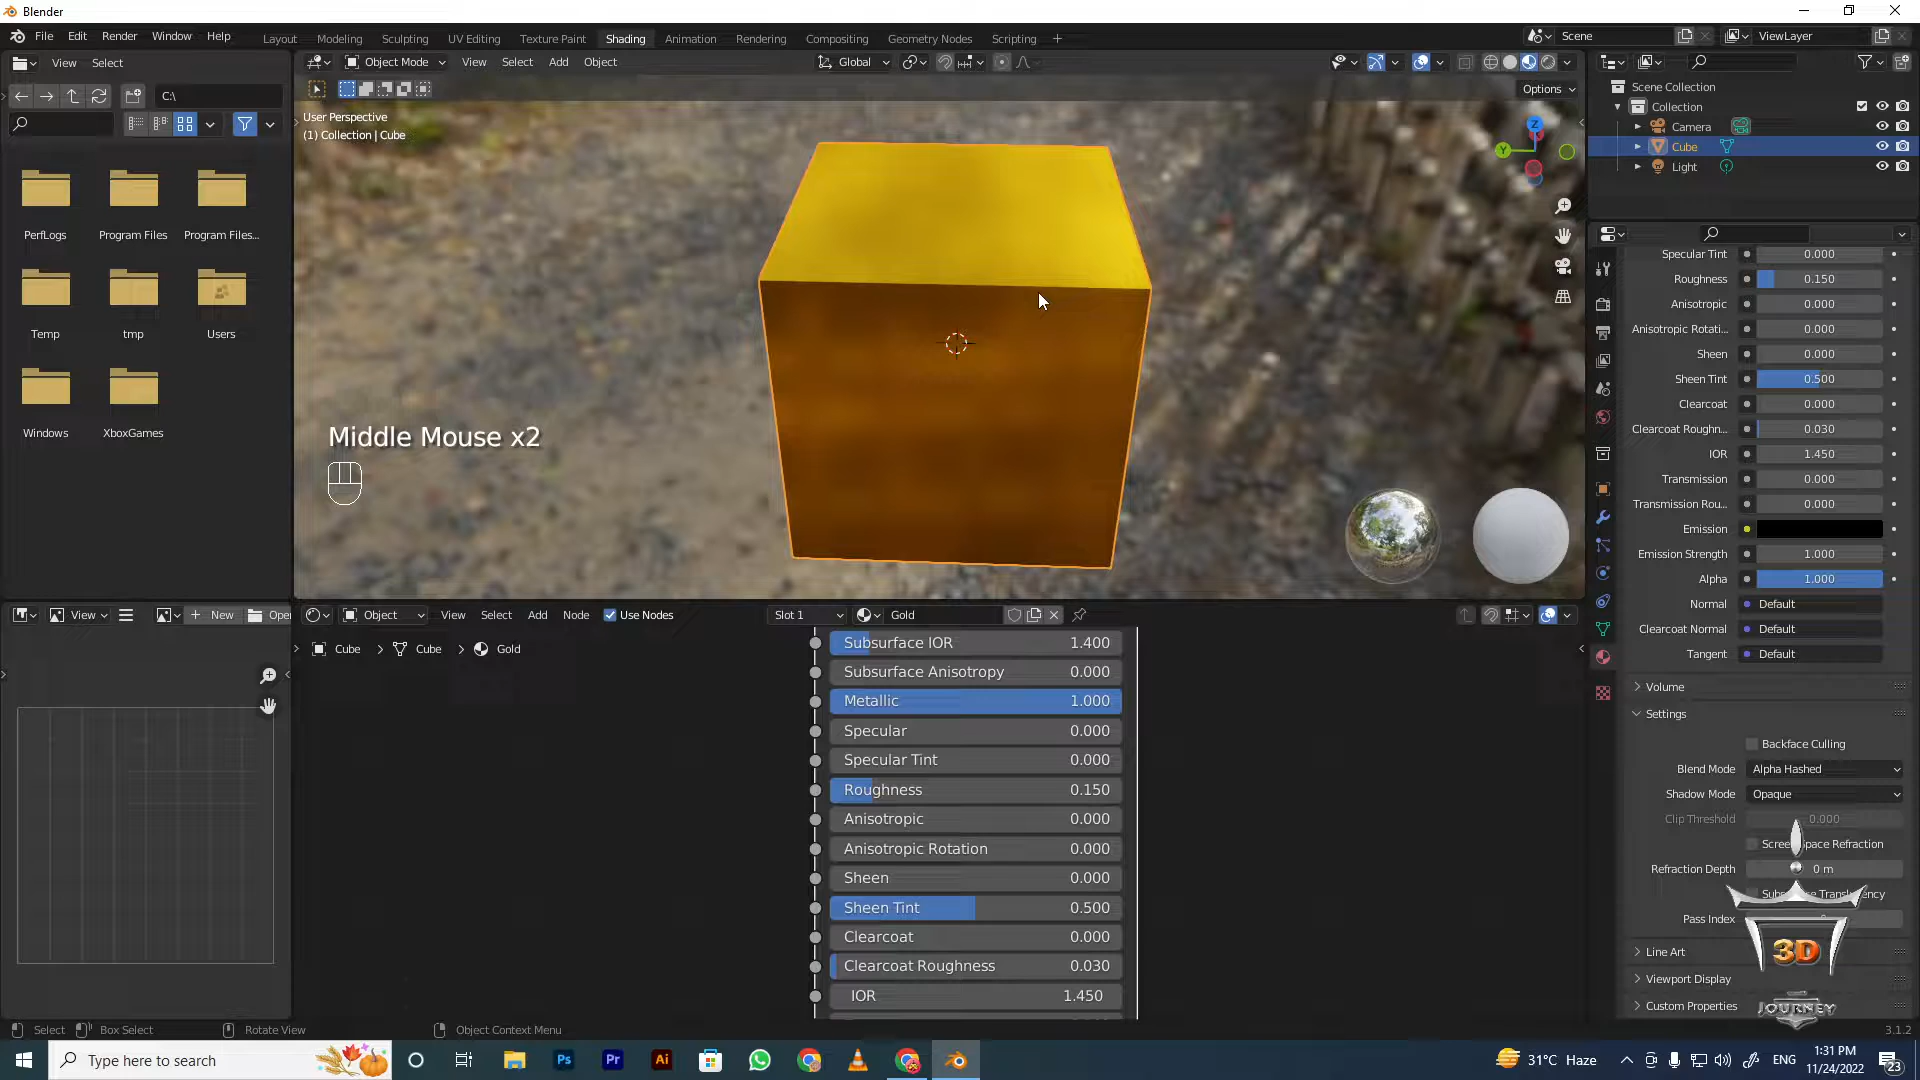 Blender
File Edit Render Window Help
Layout Modeling Sculpting UV Editing Texture Paint Shading Animation Rendering Compositing Geometry Nodes Scripting
Scene
ViewLayer
View Select
Object Mode View Select Add Object
Global
C:\
Options
User Perspective
(1) Collection | Cube
Z
Y
Scene Collection
Collection
Camera
Cube
Light
PerfLogs Program Files Program Files...
Temp tmp Users
Windows XboxGames
Middle Mouse x2
Specular Tint 0.000
Roughness 0.150
Anisotropic 0.000
Anisotropic Rotati... 0.000
Sheen 0.000
Sheen Tint 0.500
Clearcoat 0.000
Clearcoat Roughn... 0.030
IOR 1.450
Transmission 0.000
Transmission Rou... 0.000
Emission
Emission Strength 1.000
Alpha 1.000
Normal Default
Clearcoat Normal Default
Tangent Default
Volume
Settings
Backface Culling
Blend Mode Alpha Hashed
Shadow Mode Opaque
Clip Threshold 0.000
Refraction Depth 0 m
Pass Index
Line Art
Viewport Display
Custom Properties
View New Open
Object View Select Add Node Use Nodes Slot 1 Gold
Cube > Cube > Gold
Subsurface IOR 1.400
Subsurface Anisotropy 0.000
Metallic 1.000
Specular 0.000
Specular Tint 0.000
Roughness 0.150
Anisotropic 0.000
Anisotropic Rotation 0.000
Sheen 0.000
Sheen Tint 0.500
Clearcoat 0.000
Clearcoat Roughness 0.030
IOR 1.450
3D
JOURNEY
Select Box Select Rotate View Object Context Menu
3.1.2
Type here to search
Ps Pr Ai
31°C Haze
ENG
1:31 PM
11/24/2022
23